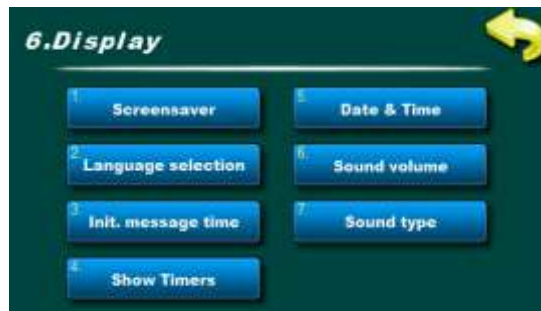 6.Display
1. Screensaver
2. Language selection
3. Init. message time
4. Show Timers
5. Date & Time
6. Sound volume
7. Sound type